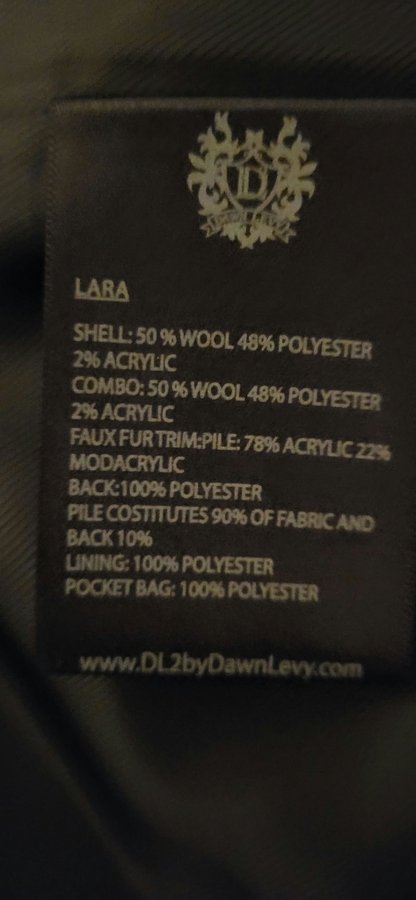 LARA
SHELL: 50 % WOOL 48% POLYESTER
2% ACRYLIC
COMBO: 50 % WOOL 48% POLYESTER
2% ACRYLIC
FAUX FUR TRIM:PILE: 78% ACRYLIC 22%
MODACRYLIC
BACK:100% POLYESTER
PILE COSTITUTES 90% OF FABRIC AND
BACK 10%
LINING: 100% POLYESTER
POCKET BAG: 100% POLYESTER
www.DL2byDawnLevy.com